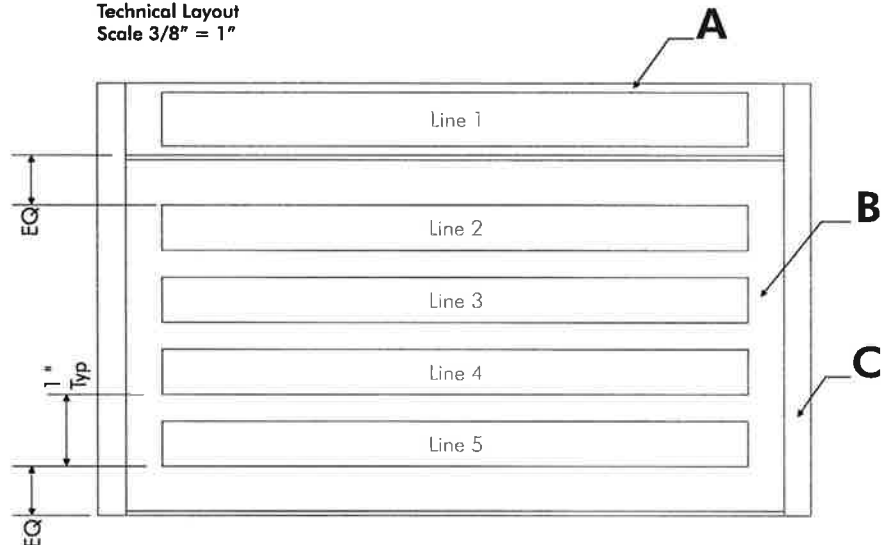 Technical Layout
Scale 3/8" = 1"
A
Line 1
EQ
Line 2
B
Line 3
1 "
Typ
Line 4
C
Line 5
EQ